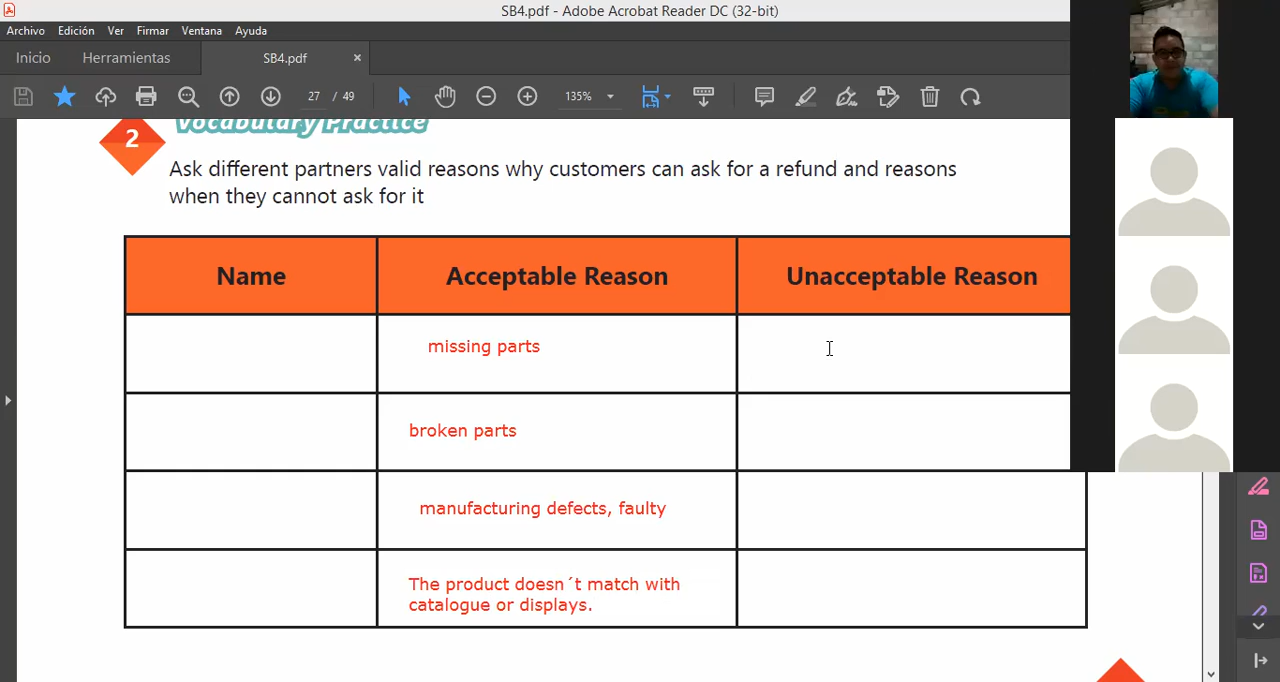 SB4.pdf - Adobe Acrobat Reader DC (32-bit)
Archivo Edición Ver Firmar Ventana Ayuda
Inicio Herramientas SB4.pdf ×
27 / 49 135%
2 Vocabulary Practice
Ask different partners valid reasons why customers can ask for a refund and reasons
when they cannot ask for it
Name Acceptable Reason Unacceptable Reason
missing parts
broken parts
manufacturing defects, faulty
The product doesn´t match with
catalogue or displays.